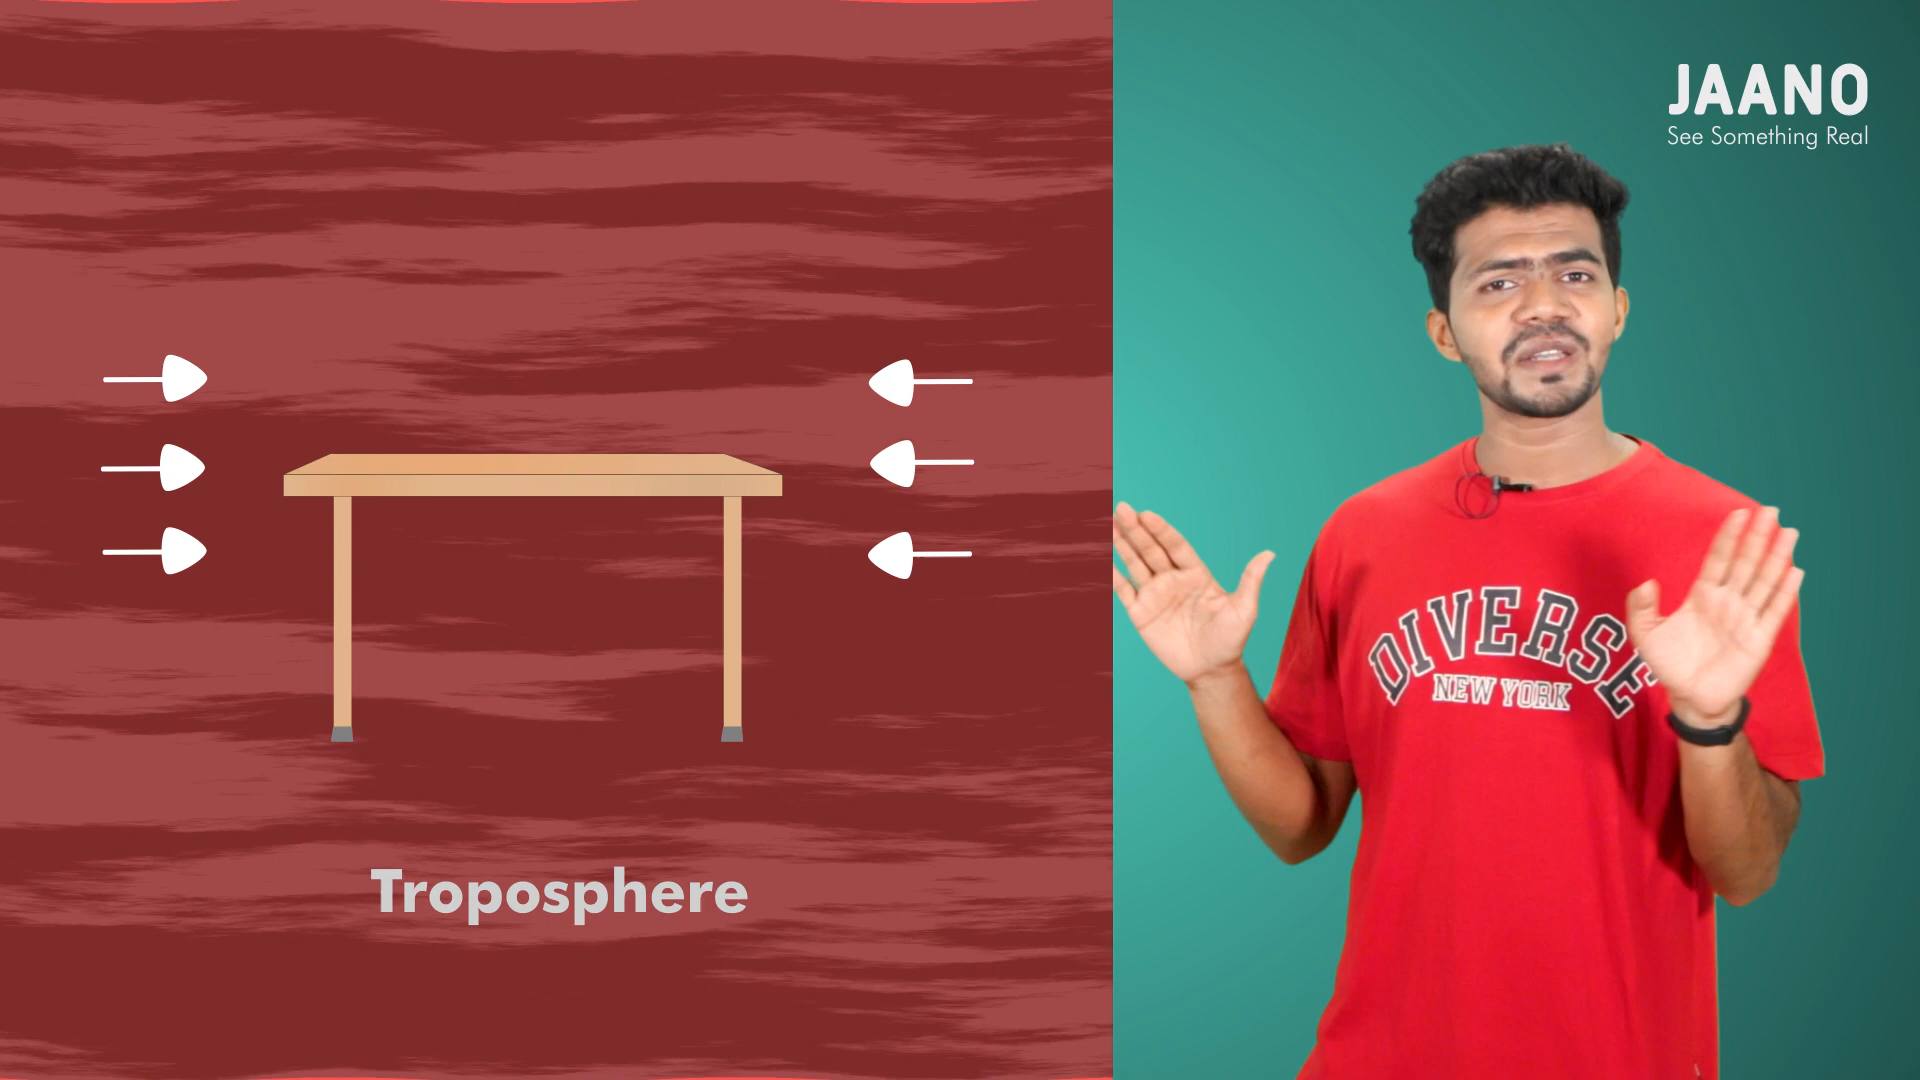 JAANO
See Something Real
DIVERSE
NEW YORK
Troposphere